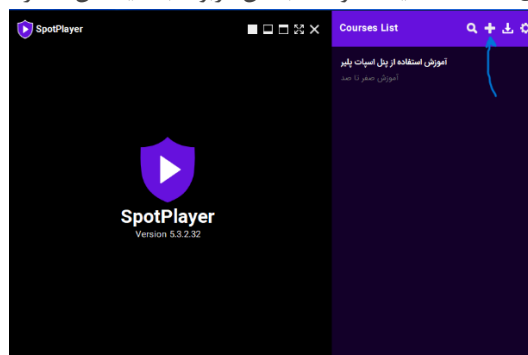 SpotPlayer
Courses List
آموزش استفاده از پنل اسپات پلیر
آموزش صفر تا صد
SpotPlayer
Version 5.3.2.32